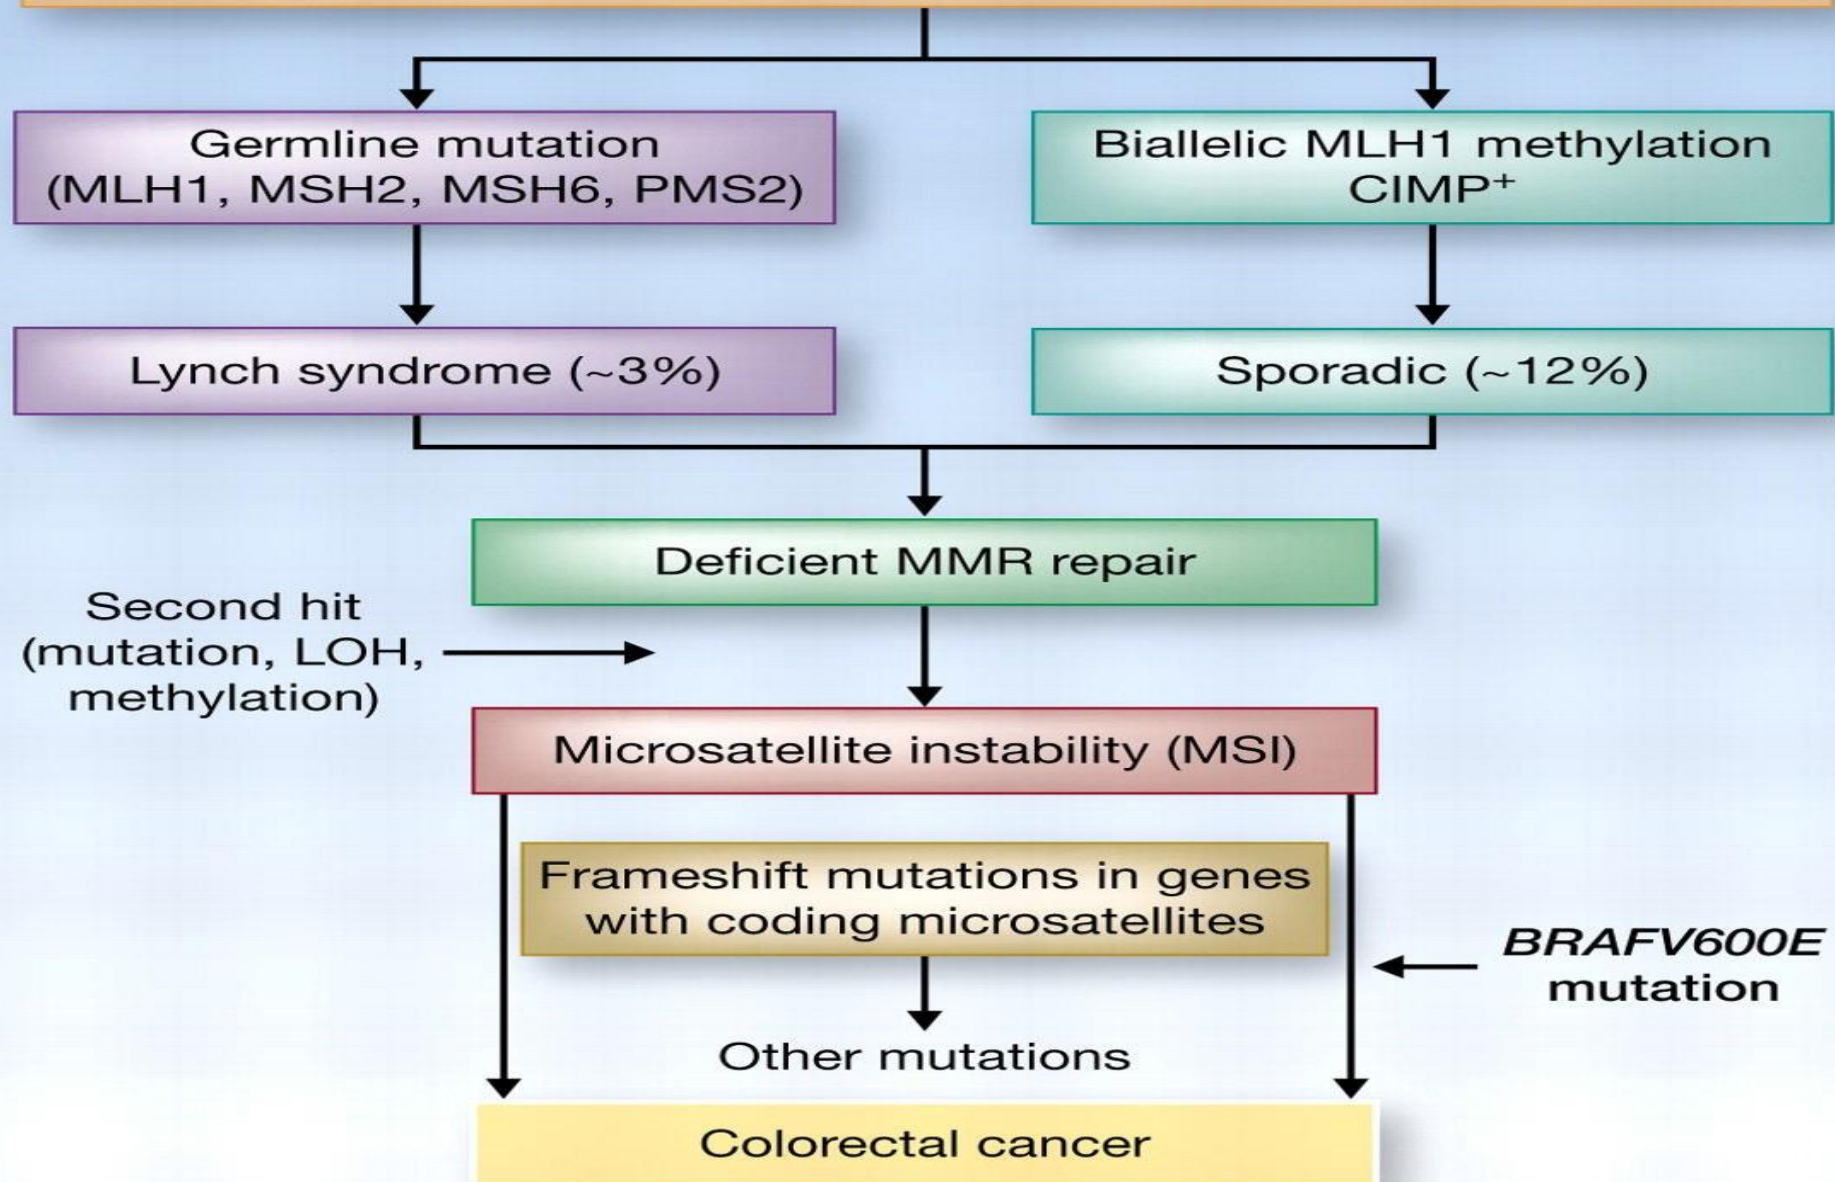 Germline mutation
(MLH1, MSH2, MSH6, PMS2)
Biallelic MLH1 methylation
CIMP⁺
Lynch syndrome (~3%)
Sporadic (~12%)
Deficient MMR repair
Second hit
(mutation, LOH,
methylation)
Microsatellite instability (MSI)
Frameshift mutations in genes
with coding microsatellites
BRAFV600E
mutation
Other mutations
Colorectal cancer